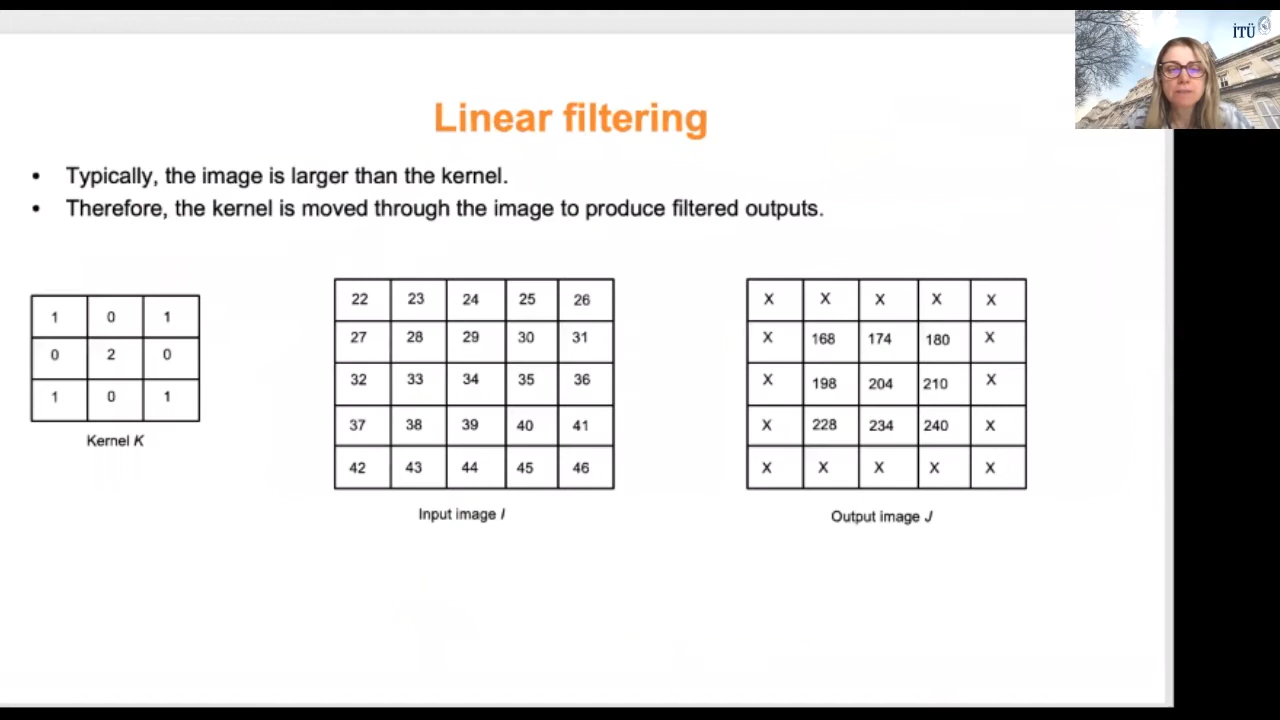 İTÜ
Linear filtering
• Typically, the image is larger than the kernel.
• Therefore, the kernel is moved through the image to produce filtered outputs.
1 0 1
0 2 0
1 0 1
Kernel K
22 23 24 25 26
27 28 29 30 31
32 33 34 35 36
37 38 39 40 41
42 43 44 45 46
Input image I
X X X X X
X 168 174 180 X
X 198 204 210 X
X 228 234 240 X
X X X X X
Output image J